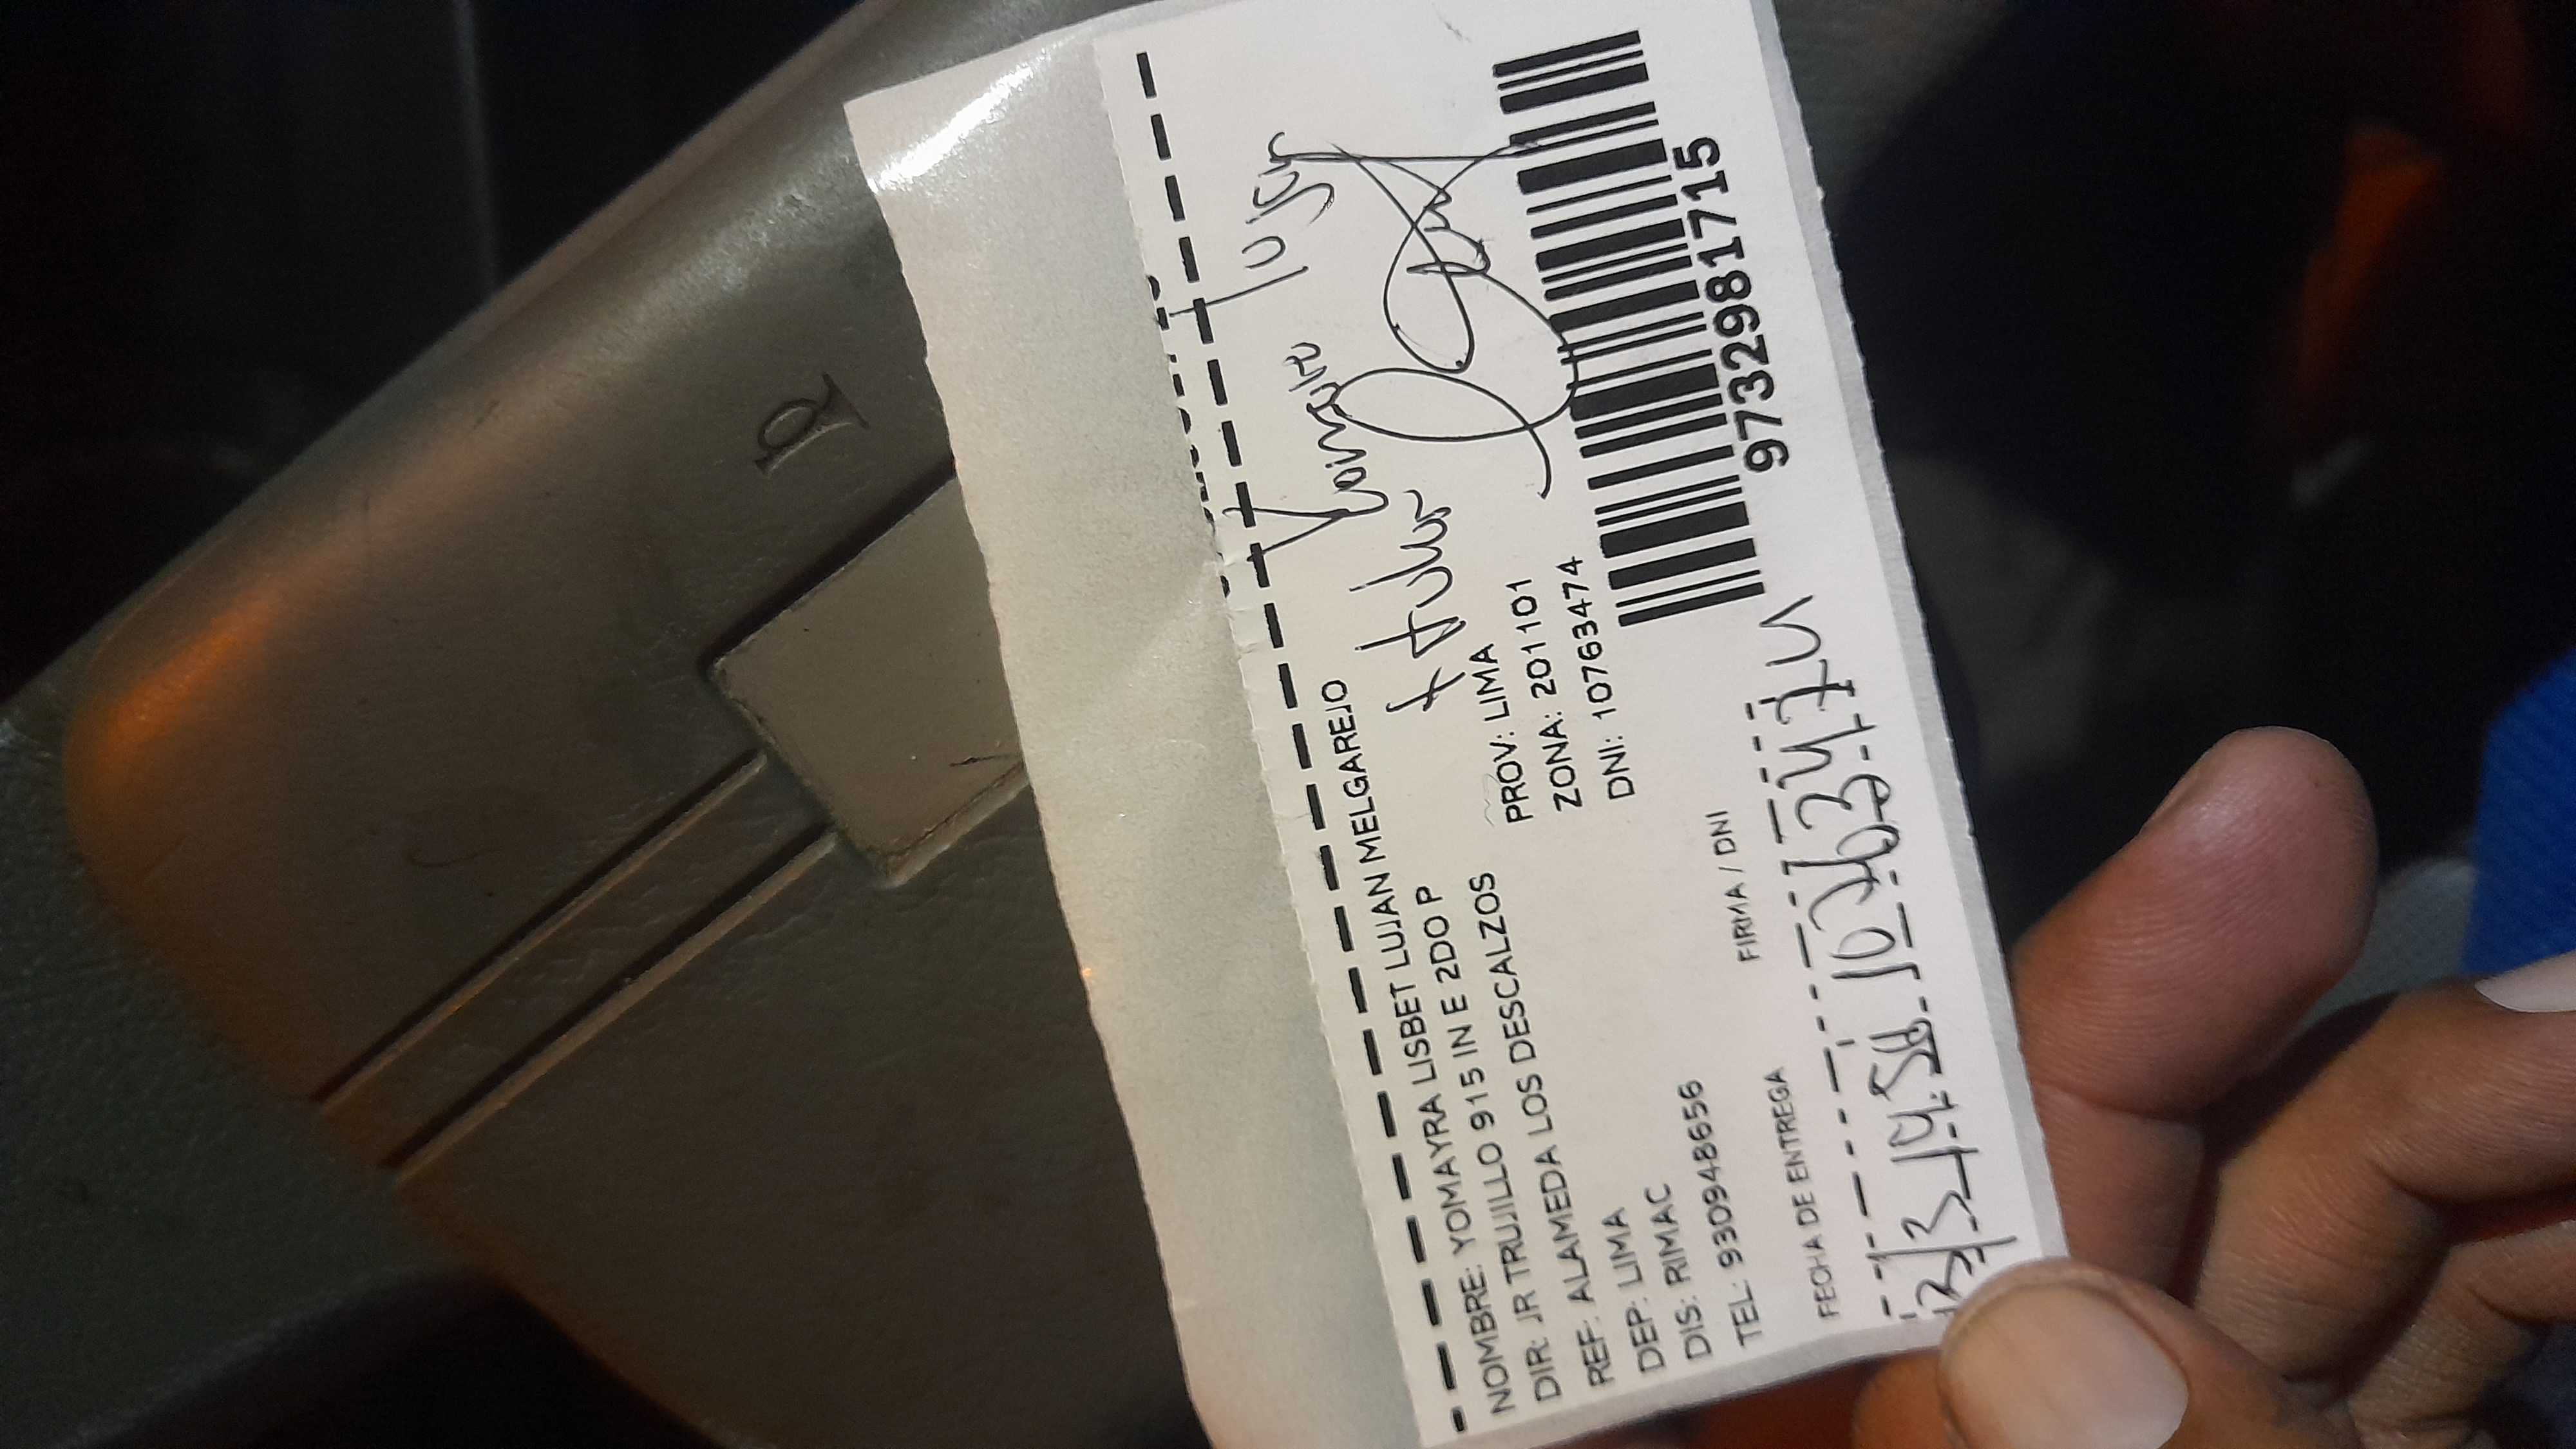 NOMBRE: YOMAYRA LISBET LUJAN MELGAREJO
DIR: JR TRUJILLO 915 IN E 2DO P
REF: ALAMEDA LOS DESCALZOS
DEP: LIMA PROV: LIMA
DIS: RIMAC ZONA: 201101
TEL: 930948656 DNI: 10763474
9732981715
FECHA DE ENTREGA FIRMA / DNI
10763474